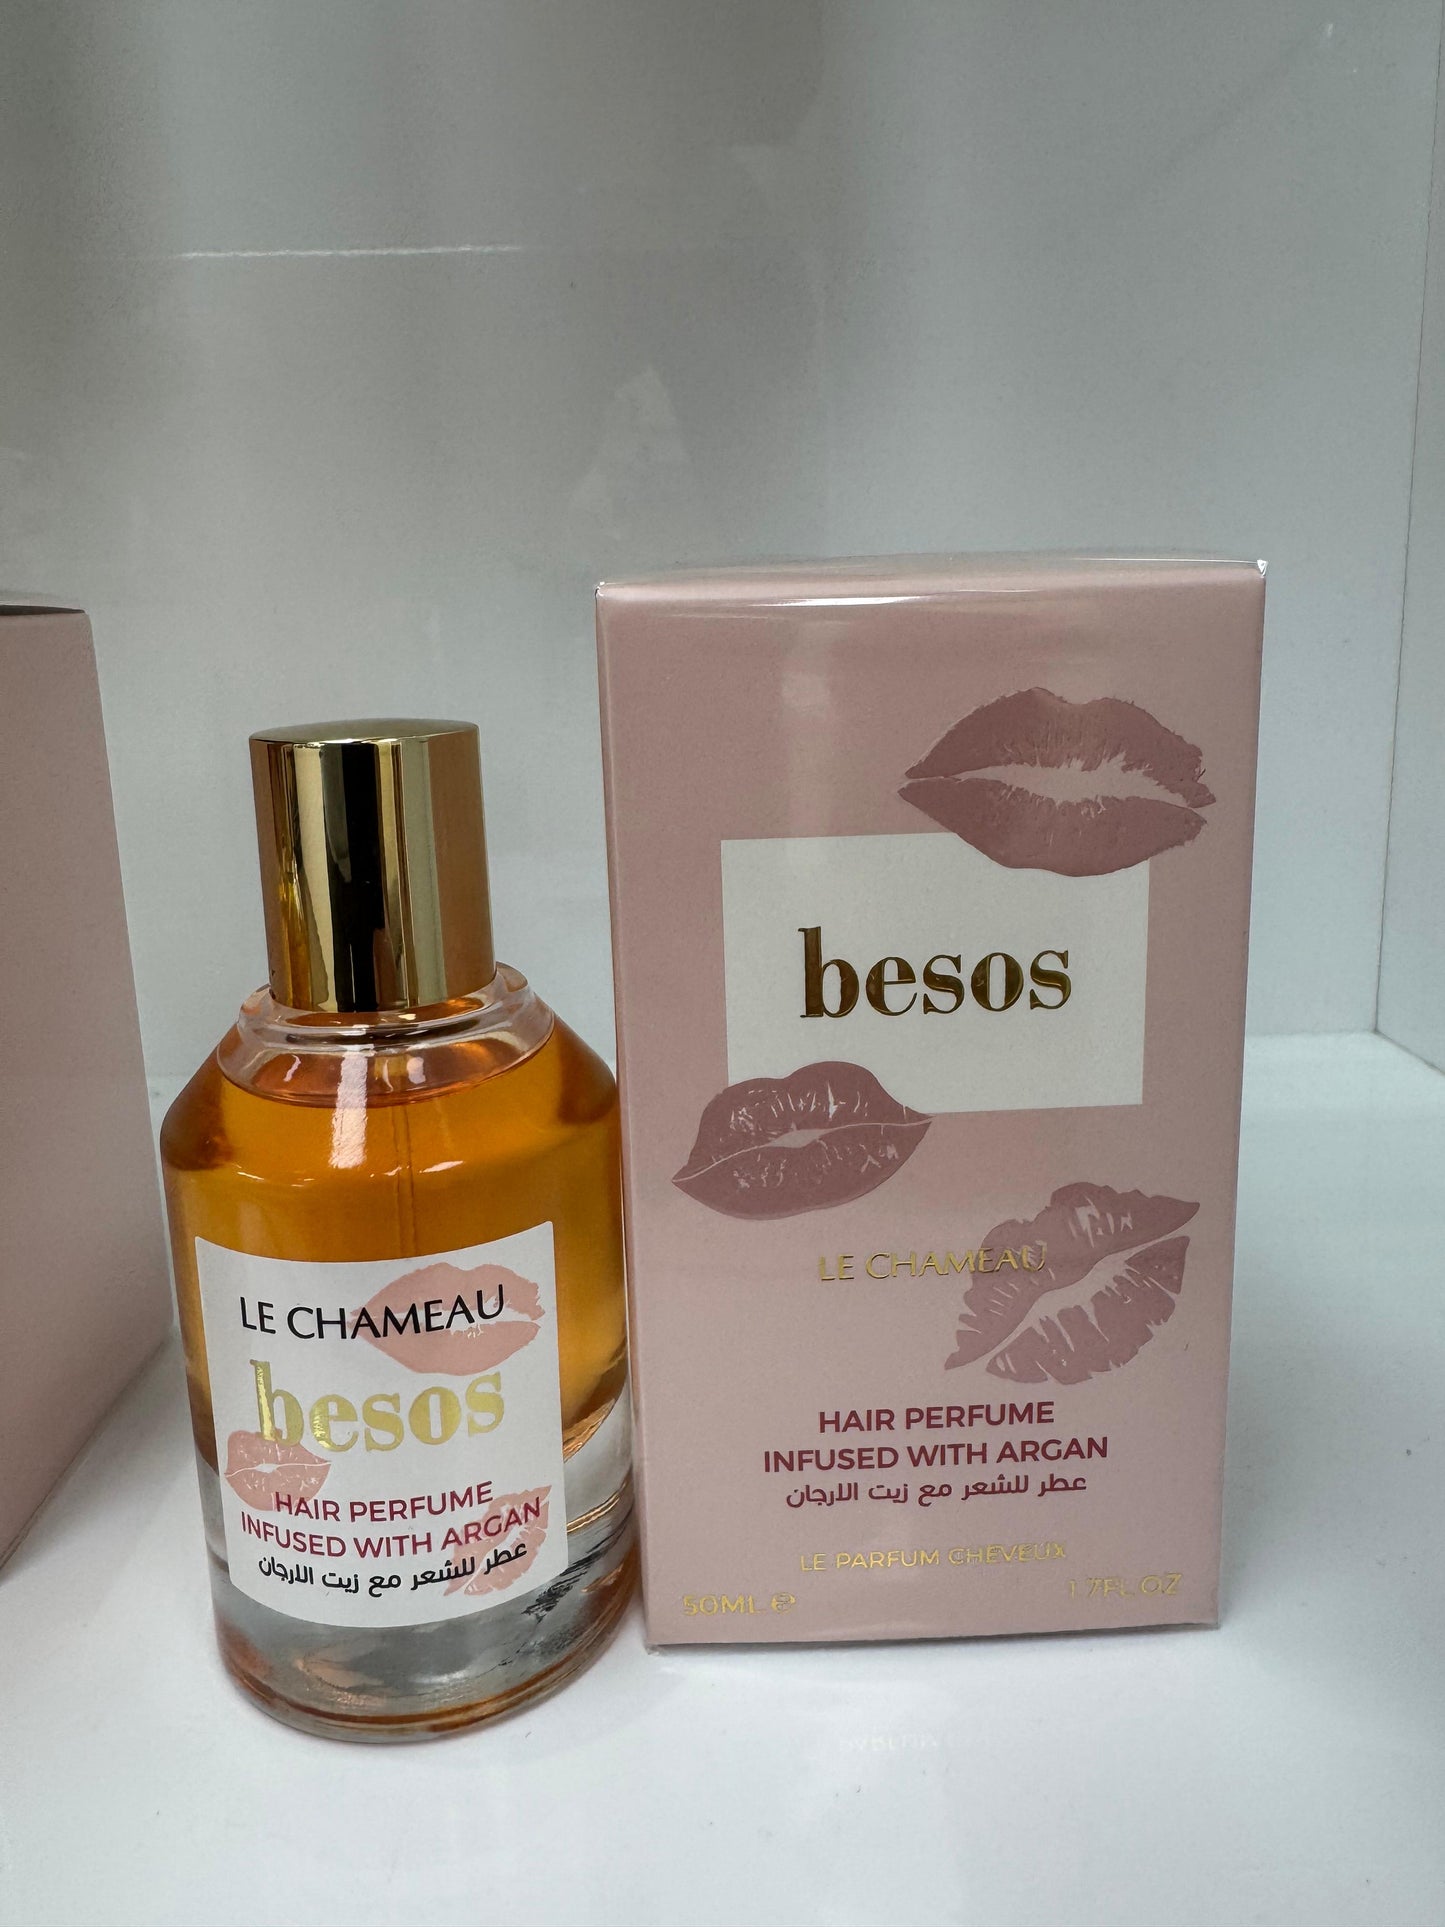 LE CHAMEAU
besos
HAIR PERFUME
INFUSED WITH ARGAN
عطر للشعر مع زيت الارجان
besos
LE CHAMEAU
HAIR PERFUME
INFUSED WITH ARGAN
عطر للشعر مع زيت الارجان
LE PARFUM CHEVEUX
50ML e 1.7FL.OZ